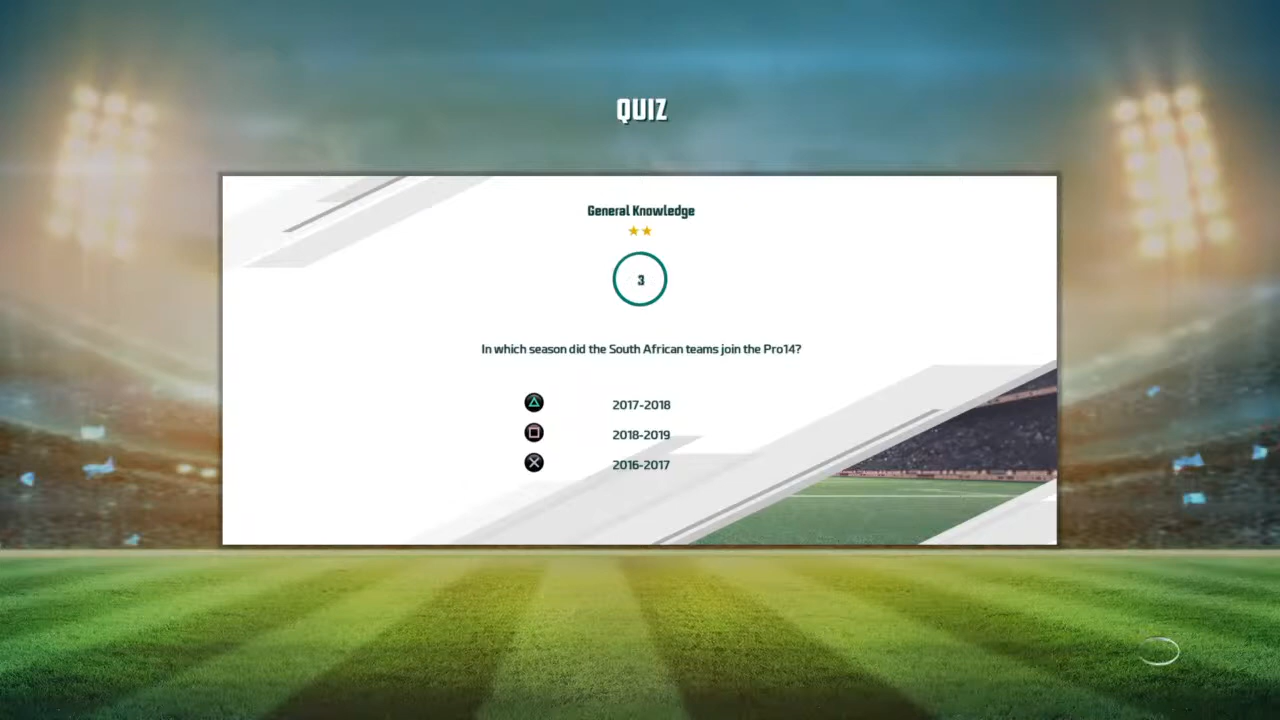 QUIZ
General Knowledge
3
In which season did the South African teams join the Pro14?
2017-2018
2018-2019
2016-2017